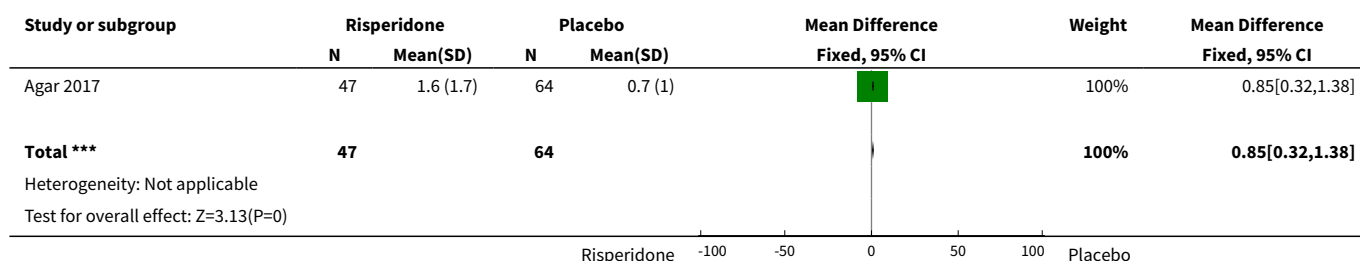 Study or subgroup Risperidone Placebo Mean Difference Weight Mean Difference
N Mean(SD) N Mean(SD) Fixed, 95% CI Fixed, 95% CI
Agar 2017 47 1.6 (1.7) 64 0.7 (1) 100% 0.85[0.32,1.38]
Total *** 47 64 100% 0.85[0.32,1.38]
Heterogeneity: Not applicable
Test for overall effect: Z=3.13(P=0)
Risperidone -100 -50 0 50 100 Placebo